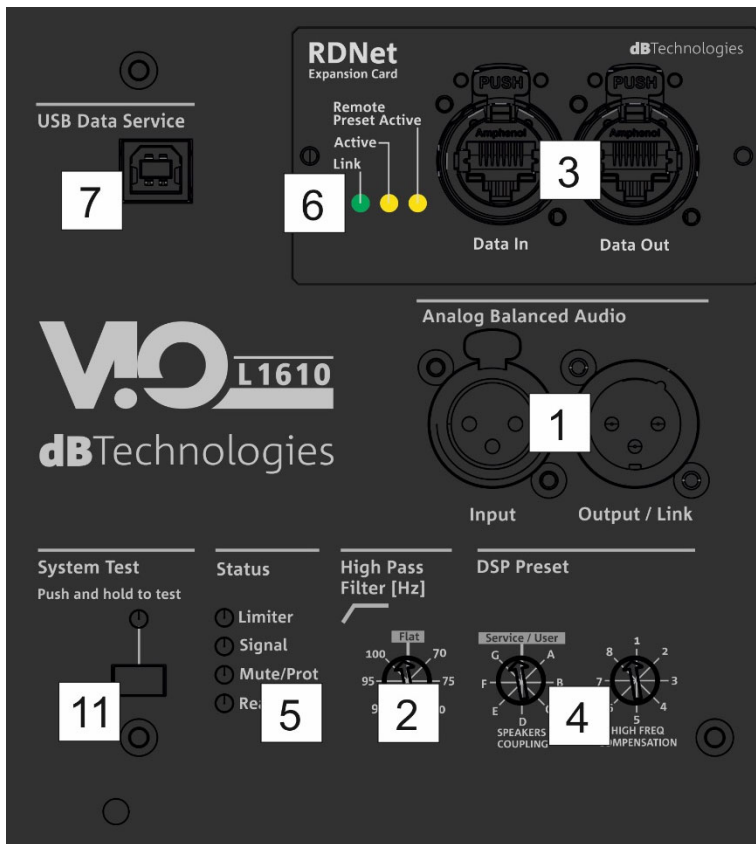 RDNet
Expansion Card
dBTechnologies
PUSH
PUSH
Remote
Preset Active
Active
Link
Amphenol
Amphenol
6
3
Data In
Data Out
USB Data Service
7
Analog Balanced Audio
VIO
L1610
dBTechnologies
1
Input
Output / Link
System Test
Push and hold to test
11
Status
Limiter
Signal
Mute/Prot
5
High Pass
Filter [Hz]
Flat
100
70
95
75
2
DSP Preset
Service / User
G
A
F
B
E
D
SPEAKERS
COUPLING
4
1
8
2
7
3
4
5
HIGH FREQ